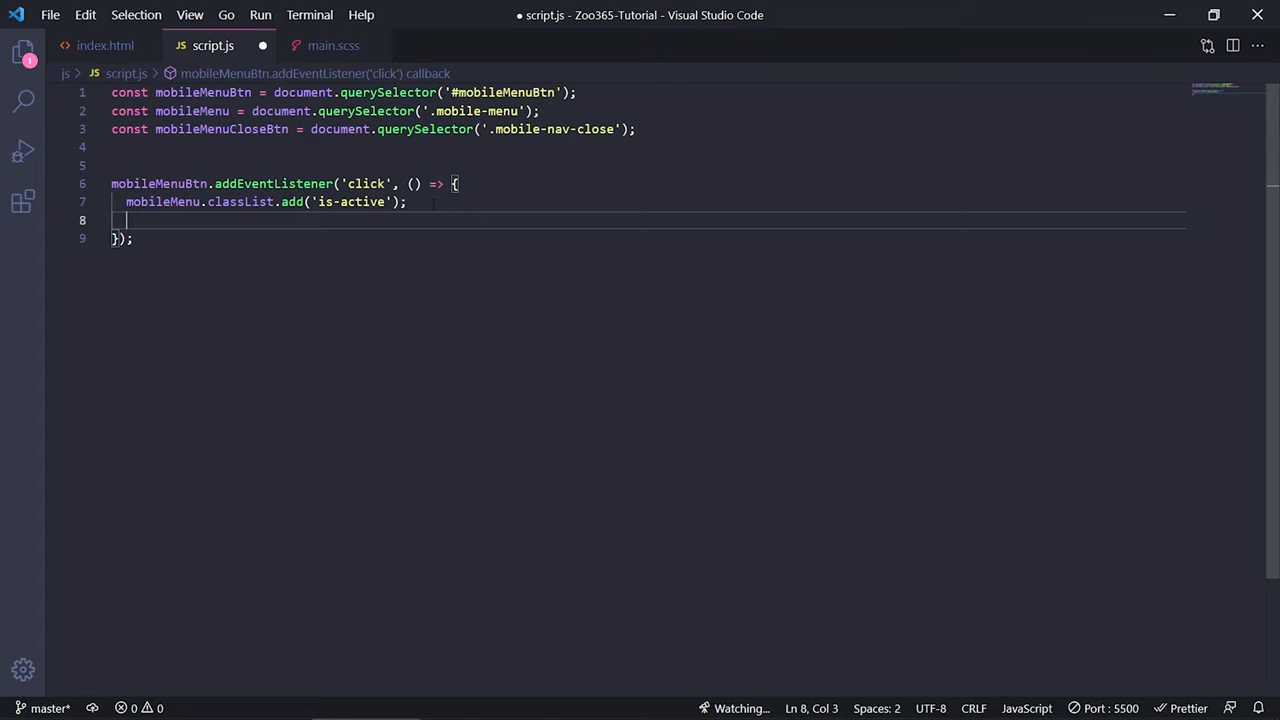 File Edit Selection View Go Run Terminal Help ● script.js - Zoo365-Tutorial - Visual Studio Code
1
<> index.html JS script.js ● main.scss
js > JS script.js > mobileMenuBtn.addEventListener('click') callback
1 const mobileMenuBtn = document.querySelector('#mobileMenuBtn');
2 const mobileMenu = document.querySelector('.mobile-menu');
3 const mobileMenuCloseBtn = document.querySelector('.mobile-nav-close');
4
5
6 mobileMenuBtn.addEventListener('click', () => {
7 mobileMenu.classList.add('is-active');
8
9 });
master* 0 0 Watching... Ln 8, Col 3 Spaces: 2 UTF-8 CRLF JavaScript Port : 5500 Prettier